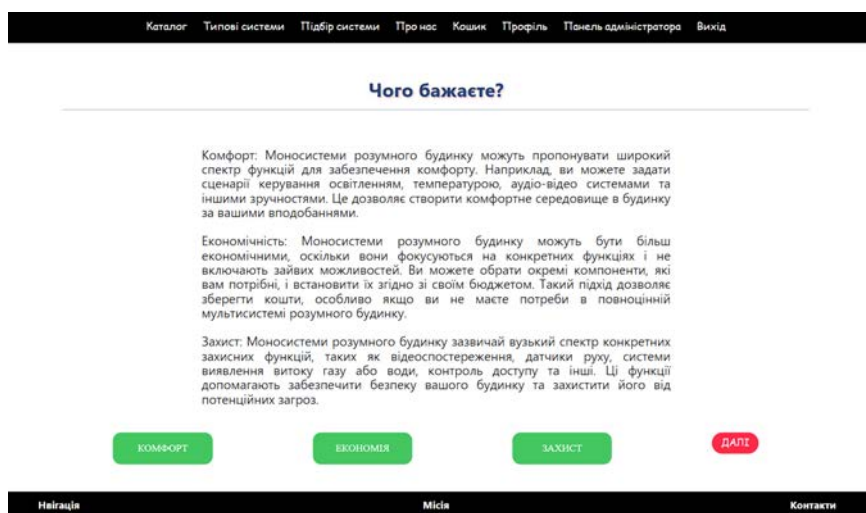 Каталог Типові системи Підбір системи Про нас Кошик Профіль Панель адміністратора Вихід
Чого бажаєте?
Комфорт: Моносистеми розумного будинку можуть пропонувати широкий
спектр функцій для забезпечення комфорту. Наприклад, ви можете задати
сценарії керування освітленням, температурою, аудіо-відео системами та
іншими зручностями. Це дозволяє створити комфортне середовище в будинку
за вашими вподобаннями.
Економічність: Моносистеми розумного будинку можуть бути більш
економічними, оскільки вони фокусуються на конкретних функціях і не
включають зайвих можливостей. Ви можете обрати окремі компоненти, які
вам потрібні, і встановити їх згідно зі своїм бюджетом. Такий підхід дозволяє
зберегти кошти, особливо якщо ви не маєте потреби в повноцінній
мультисистемі розумного будинку.
Захист: Моносистеми розумного будинку зазвичай вузький спектр конкретних
захисних функцій, таких як відеоспостереження, датчики руху, системи
виявлення витоку газу або води, контроль доступу та інші. Ці функції
допомагають забезпечити безпеку вашого будинку та захистити його від
потенційних загроз.
КОМФОРТ ЕКОНОМІЯ ЗАХИСТ ДАЛІ
Нвігація Місія Контакти